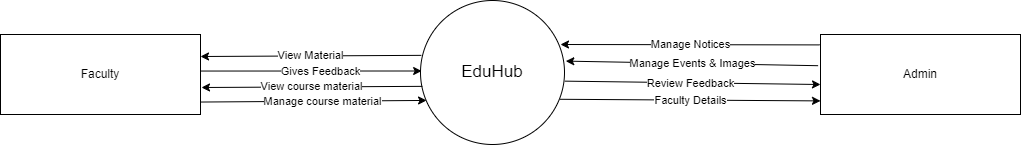 Faculty
View Material
Gives Feedback
View course material
Manage course material
EduHub
Manage Notices
Manage Events & Images
Review Feedback
Faculty Details
Admin